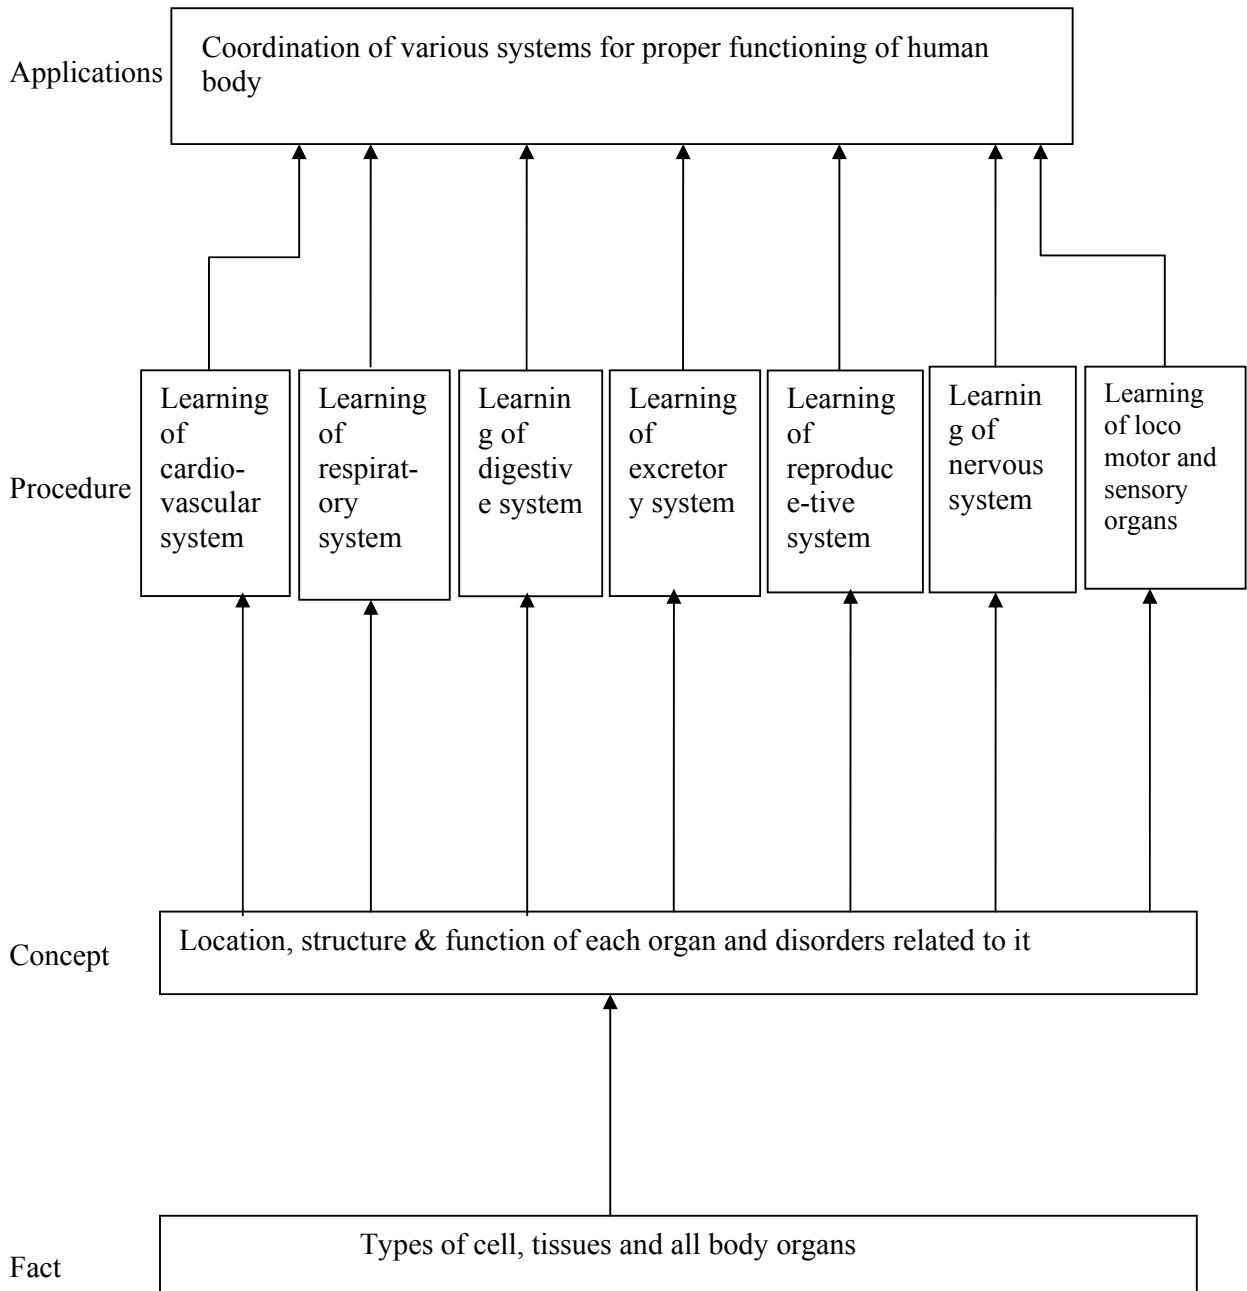 Applications
Coordination of various systems for proper functioning of human
body
Procedure
Learning
of
cardio-
vascular
system
Learning
of
respirat-
ory
system
Learnin
g of
digestiv
e system
Learning
of
excretor
y system
Learning
of
reproduc
e-tive
system
Learnin
g of
nervous
system
Learning
of loco
motor and
sensory
organs
Concept
Location, structure & function of each organ and disorders related to it
Fact
Types of cell, tissues and all body organs